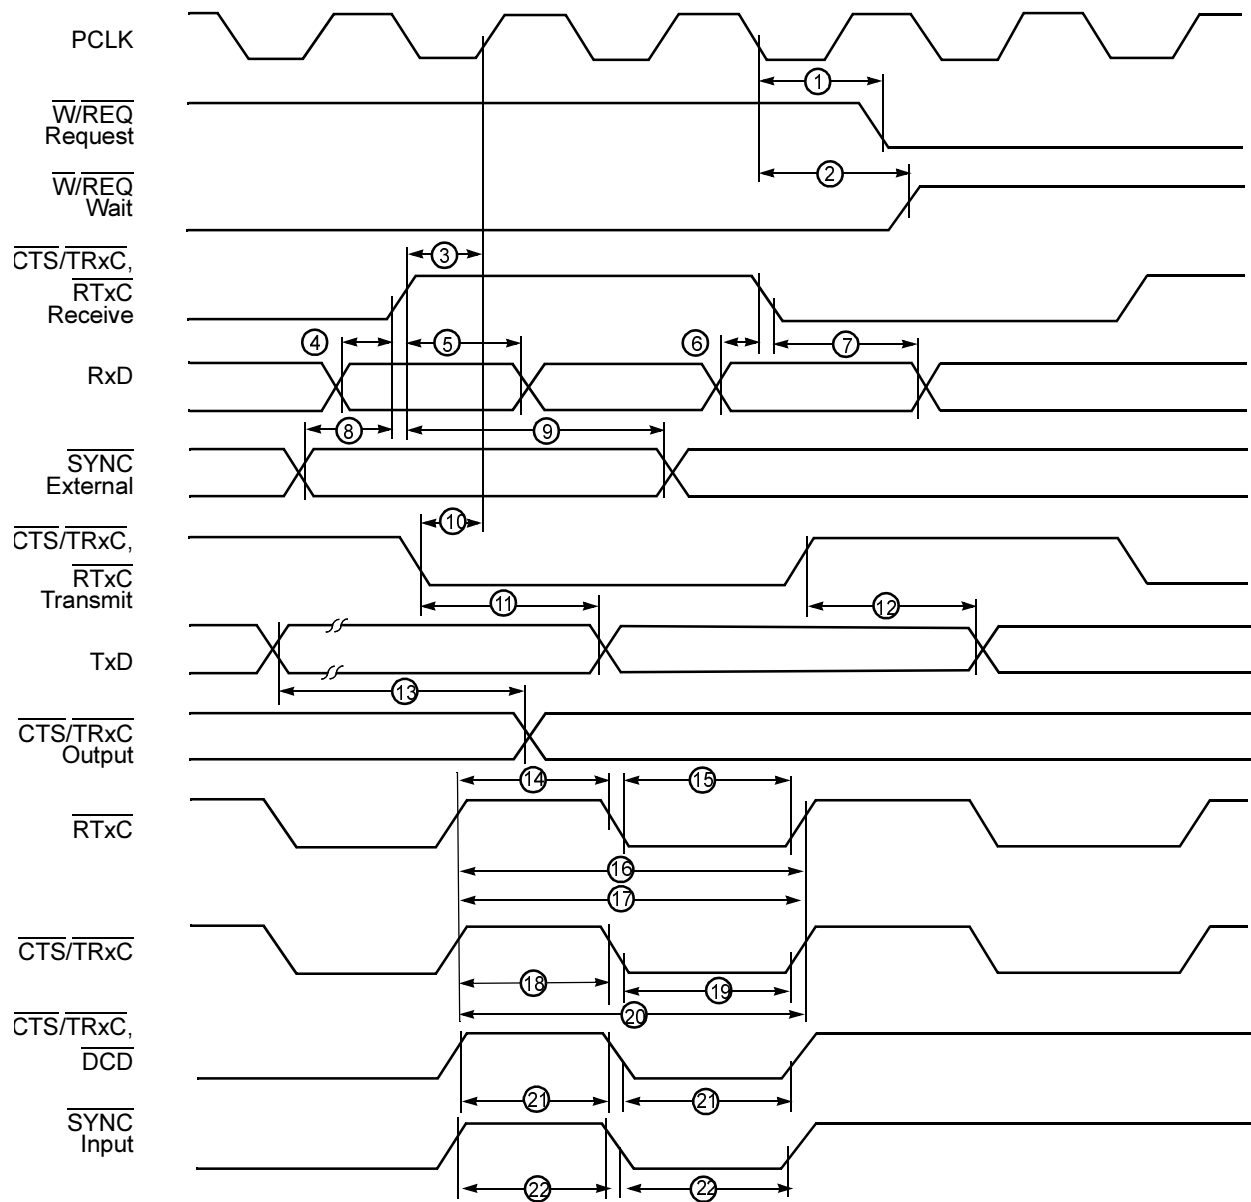 PCLK
1
W/REQ
Request
2
W/REQ
Wait
3
CTS/TRxC,
RTxC
Receive
4
5
6
7
RxD
8
9
SYNC
External
10
CTS/TRxC,
RTxC
Transmit
11
12
TxD
13
CTS/TRxC
Output
14
15
RTxC
16
17
CTS/TRxC
18
19
20
CTS/TRxC,
DCD
21
21
SYNC
Input
22
22